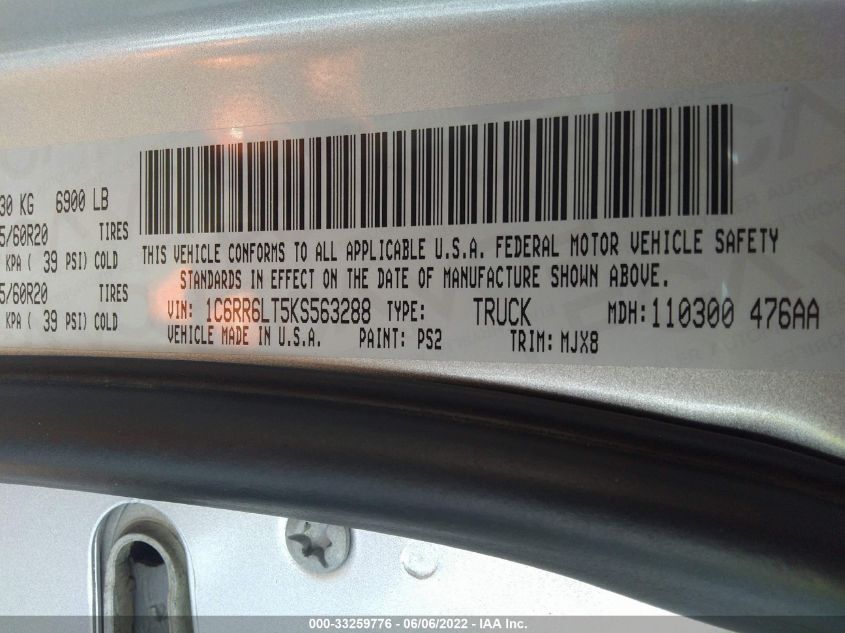 30 KG 6900 LB
5/60R20 TIRES
KPA ( 39 PSI) COLD
5/60R20 TIRES
KPA ( 39 PSI) COLD
THIS VEHICLE CONFORMS TO ALL APPLICABLE U.S.A. FEDERAL MOTOR VEHICLE SAFETY
STANDARDS IN EFFECT ON THE DATE OF MANUFACTURE SHOWN ABOVE.
VIN: 1C6RR6LT5KS563288 TYPE: TRUCK MDH: 110300 476AA
VEHICLE MADE IN U.S.A. PAINT: PS2 TRIM: MJX8
000-33259776 - 06/06/2022 - IAA Inc.